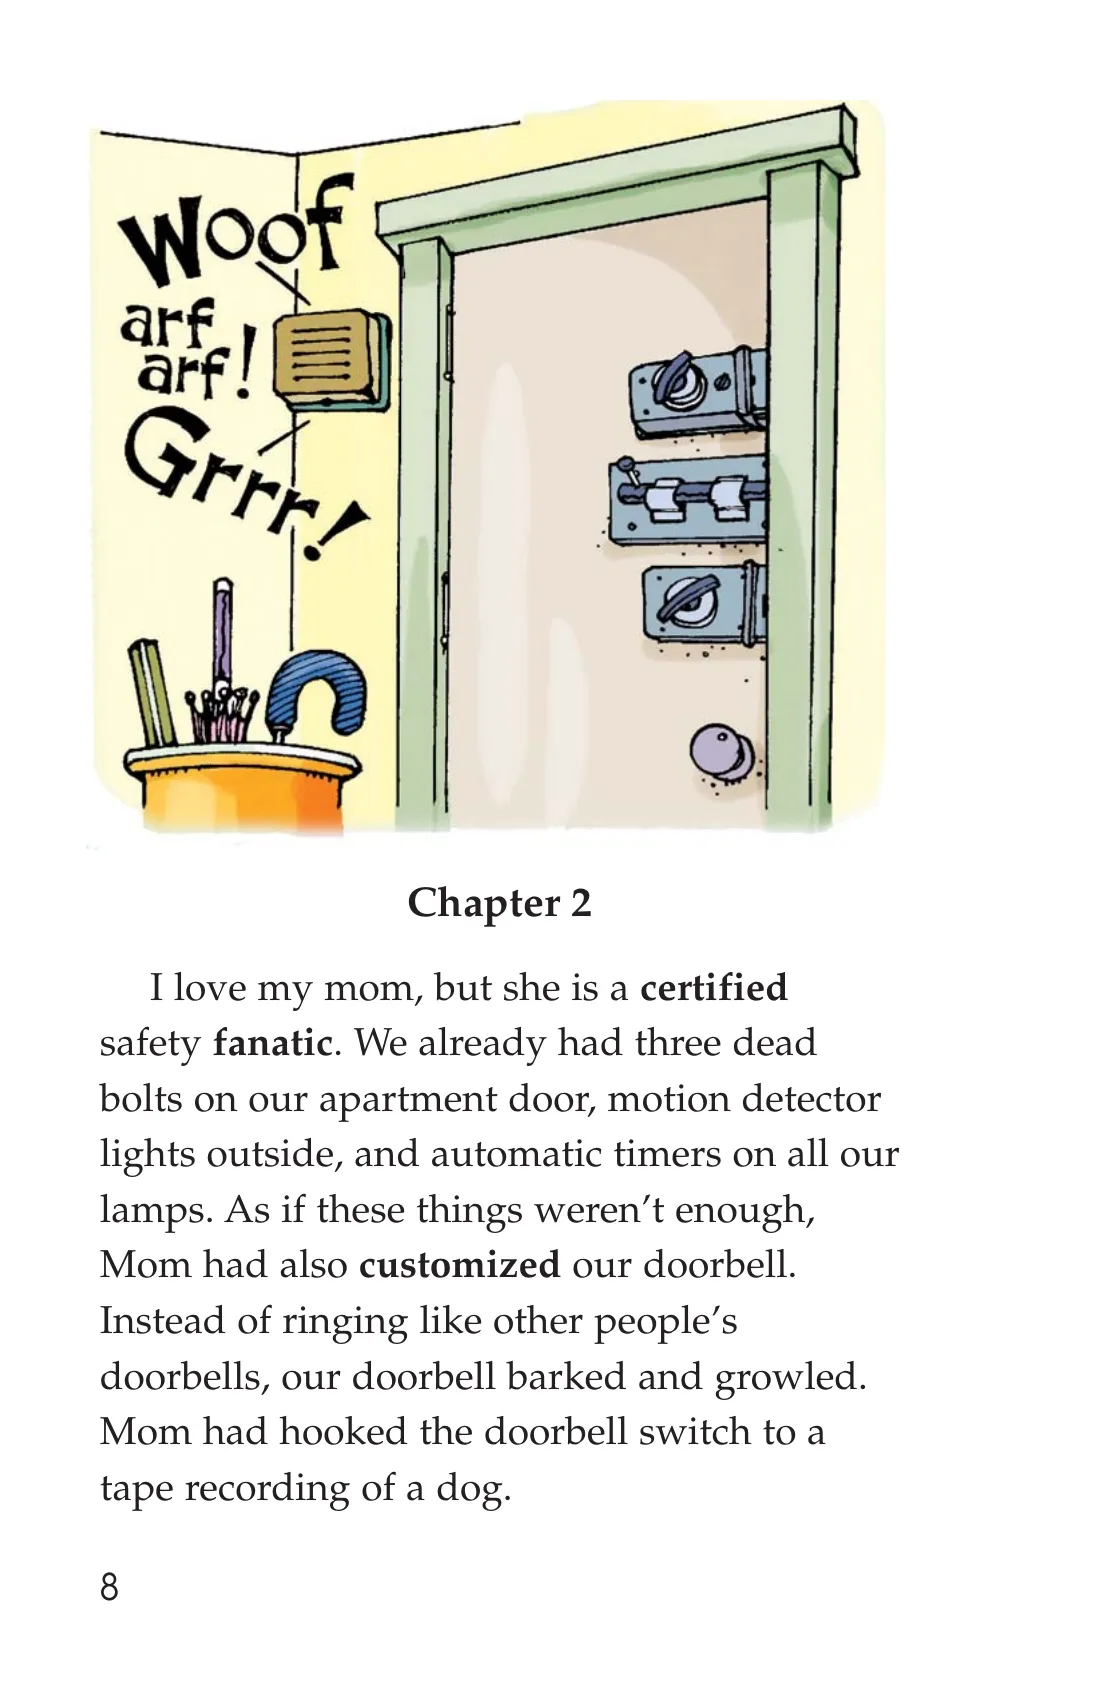 Woof
arf
arf!
Grrr!
Chapter 2
I love my mom, but she is a certified
safety fanatic. We already had three dead
bolts on our apartment door, motion detector
lights outside, and automatic timers on all our
lamps. As if these things weren’t enough,
Mom had also customized our doorbell.
Instead of ringing like other people’s
doorbells, our doorbell barked and growled.
Mom had hooked the doorbell switch to a
tape recording of a dog.
8